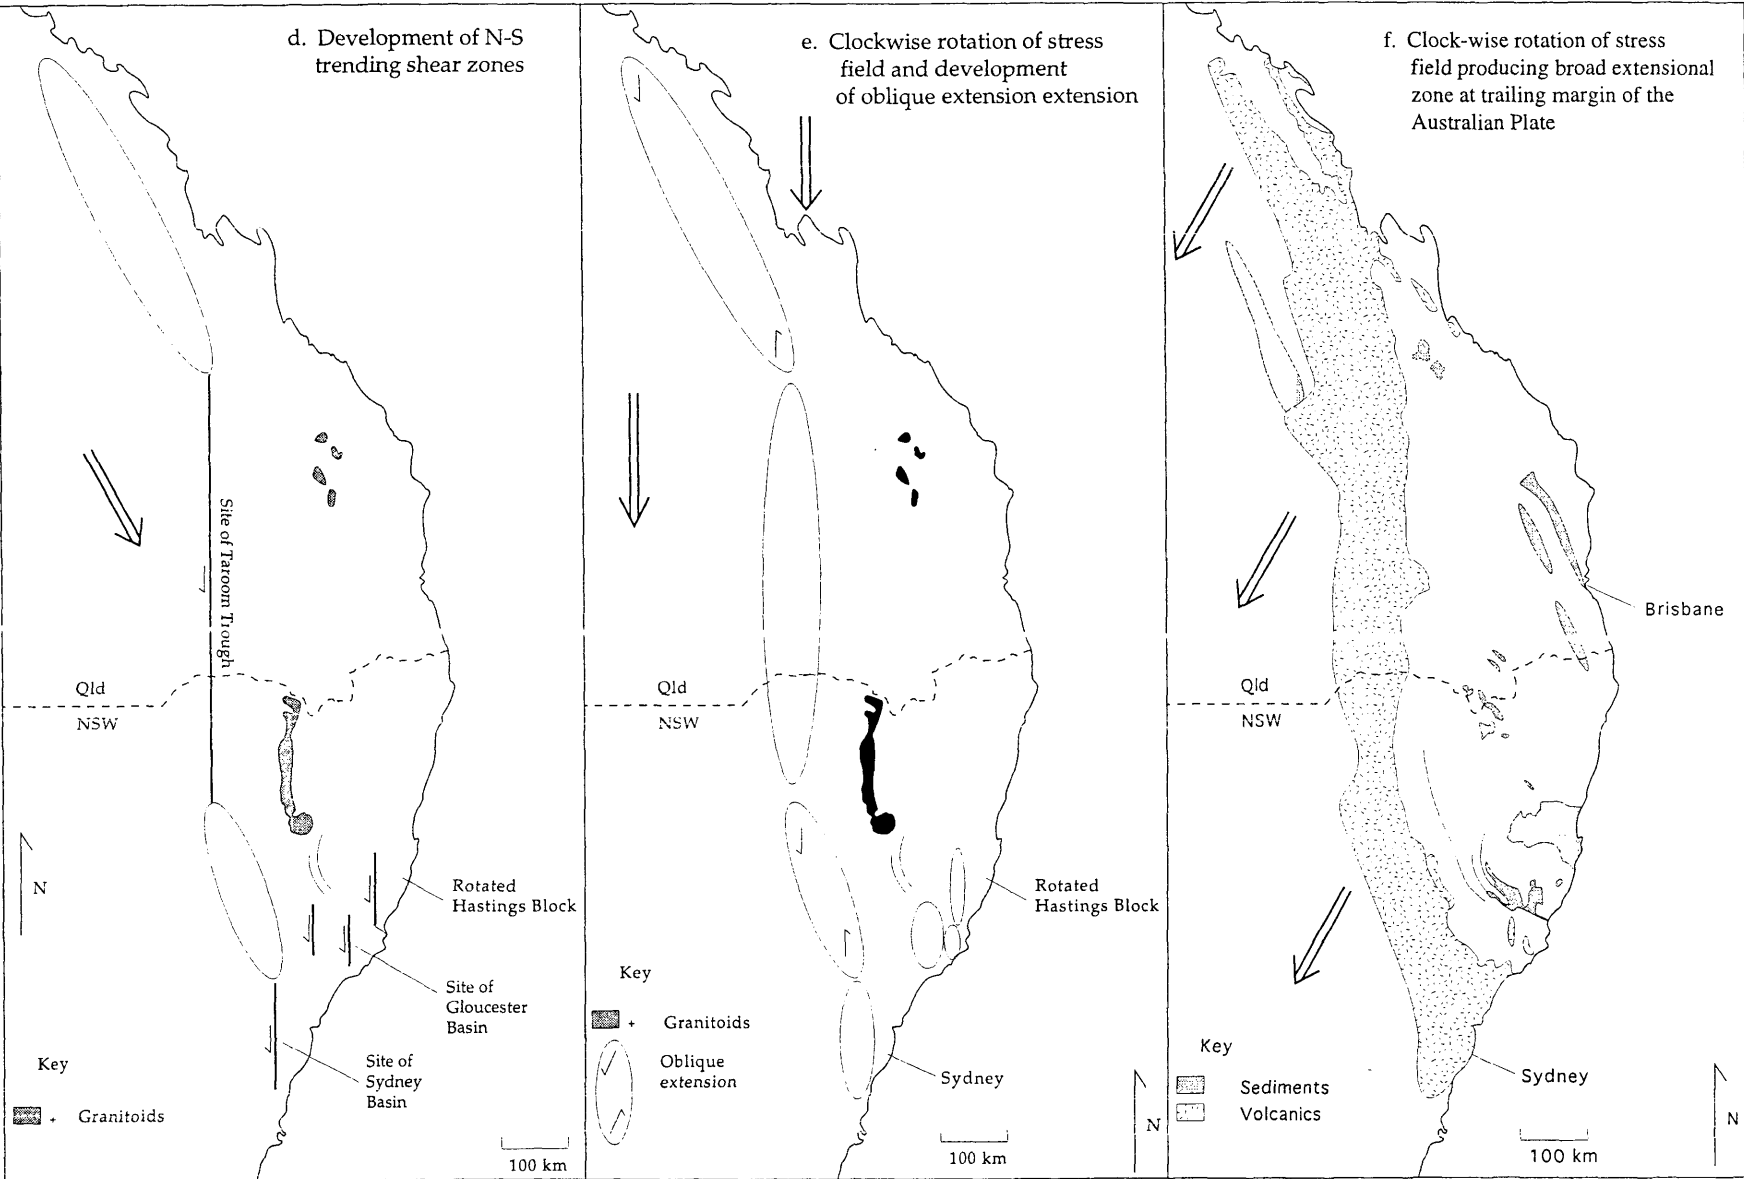 d. Development of N-S
trending shear zones
Site of Taroom Trough
Qld
NSW
N
Rotated
Hastings Block
Site of
Gloucester
Basin
Site of
Sydney
Basin
Key
+ Granitoids
100 km
e. Clockwise rotation of stress
field and development
of oblique extension extension
Qld
NSW
Rotated
Hastings Block
Key
+ Granitoids
Oblique
extension
Sydney
N
100 km
f. Clock-wise rotation of stress
field producing broad extensional
zone at trailing margin of the
Australian Plate
Brisbane
Qld
NSW
Key
Sediments
Volcanics
Sydney
N
100 km